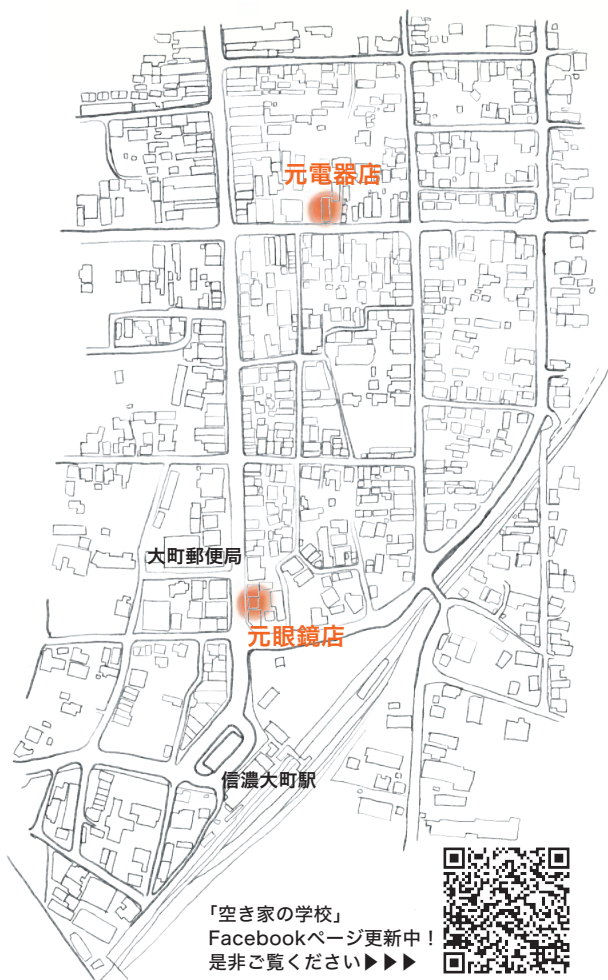 元電器店
大町郵便局
元眼鏡店
信濃大町駅
「空き家の学校」
Facebookページ更新中！
是非ご覧ください▶▶▶